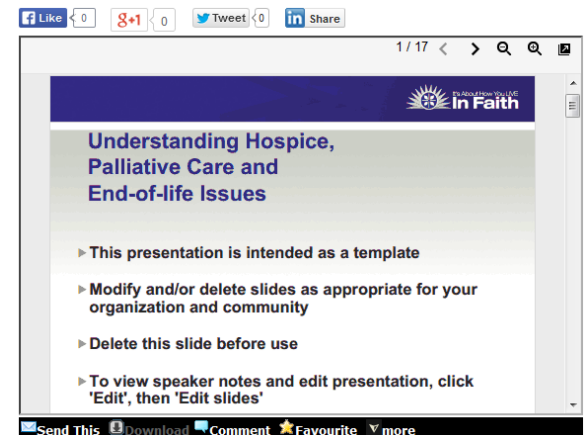 Like 0 g+1 0 Tweet 0 in Share
1 / 17
It's About How You LIVE
In Faith
Understanding Hospice,
Palliative Care and
End-of-life Issues
This presentation is intended as a template
Modify and/or delete slides as appropriate for your
organization and community
Delete this slide before use
To view speaker notes and edit presentation, click
'Edit', then 'Edit slides'
Send This Download Comment Favourite more